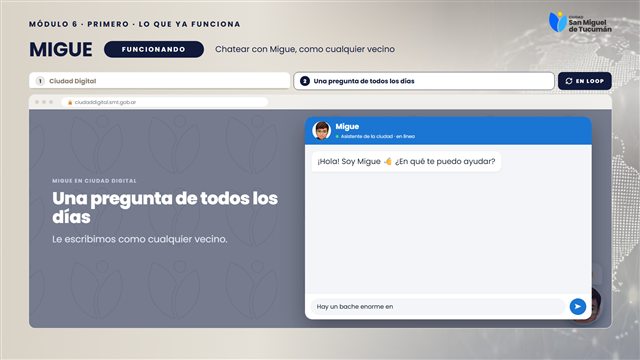 MÓDULO 6 · PRIMERO · LO QUE YA FUNCIONA
CIUDAD
San Miguel
de Tucumán
MIGUE
FUNCIONANDO
Chatear con Migue, como cualquier vecino
1 Ciudad Digital
2 Una pregunta de todos los días
EN LOOP
ciudaddigital.smt.gob.ar
Migue
Asistente de la ciudad · en línea
¡Hola! Soy Migue 🤙 ¿En qué te puedo ayudar?
MIGUE EN CIUDAD DIGITAL
Una pregunta de todos los
días
Le escribimos como cualquier vecino.
Hay un bache enorme en